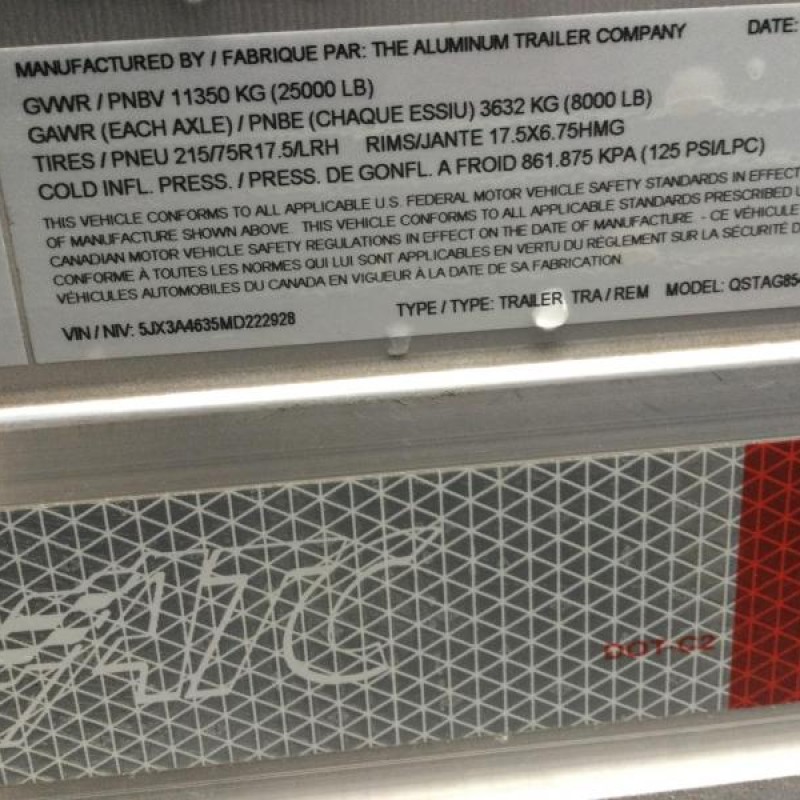 MANUFACTURED BY / FABRIQUE PAR: THE ALUMINUM TRAILER COMPANY DATE:
GVWR / PNBV 11350 KG (25000 LB)
GAWR (EACH AXLE) / PNBE (CHAQUE ESSIU) 3632 KG (8000 LB)
TIRES / PNEU 215/75R17.5/LRH RIMS/JANTE 17.5X6.75HMG
COLD INFL. PRESS. / PRESS. DE GONFL. A FROID 861.875 KPA (125 PSI/LPC)
THIS VEHICLE CONFORMS TO ALL APPLICABLE U.S. FEDERAL MOTOR VEHICLE SAFETY STANDARDS IN EFFECT
OF MANUFACTURE SHOWN ABOVE THIS VEHICLE CONFORMS TO ALL APPLICABLE STANDARDS PRESCRIBED
CANADIAN MOTOR VEHICLE SAFETY REGULATIONS IN EFFECT ON THE DATE OF MANUFACTURE. - CE VÉHICULE
CONFORME À TOUTES LES NORMES QUI LUI SONT APPLICABLES EN VERTU DU RÉGLEMENT SUR LA SÉCURITÉ
VÉHICULES AUTOMOBILES DU CANADA EN VIGUEUR À LA DATE DE SA FABRICATION.
VIN / NIV: 5JX3A4635MD222928 TYPE / TYPE: TRAILER TRA / REM MODEL: QSTAG85
ATC
DOT-C2